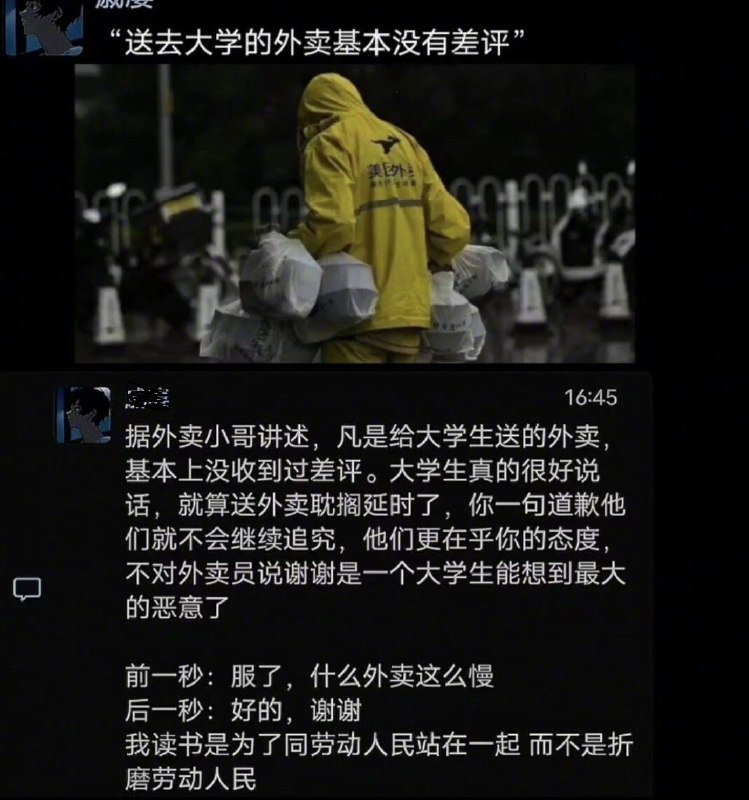 “送去大学的外卖基本没有差评”
美团外卖
16:45
据外卖小哥讲述，凡是给大学生送的外卖，
基本上没收到过差评。大学生真的很好说
话，就算送外卖耽搁延时了，你一句道歉他
们就不会继续追究，他们更在乎你的态度，
不对外卖员说谢谢是一个大学生能想到最大
的恶意了
前一秒：服了，什么外卖这么慢
后一秒：好的，谢谢
我读书是为了同劳动人民站在一起 而不是折
磨劳动人民